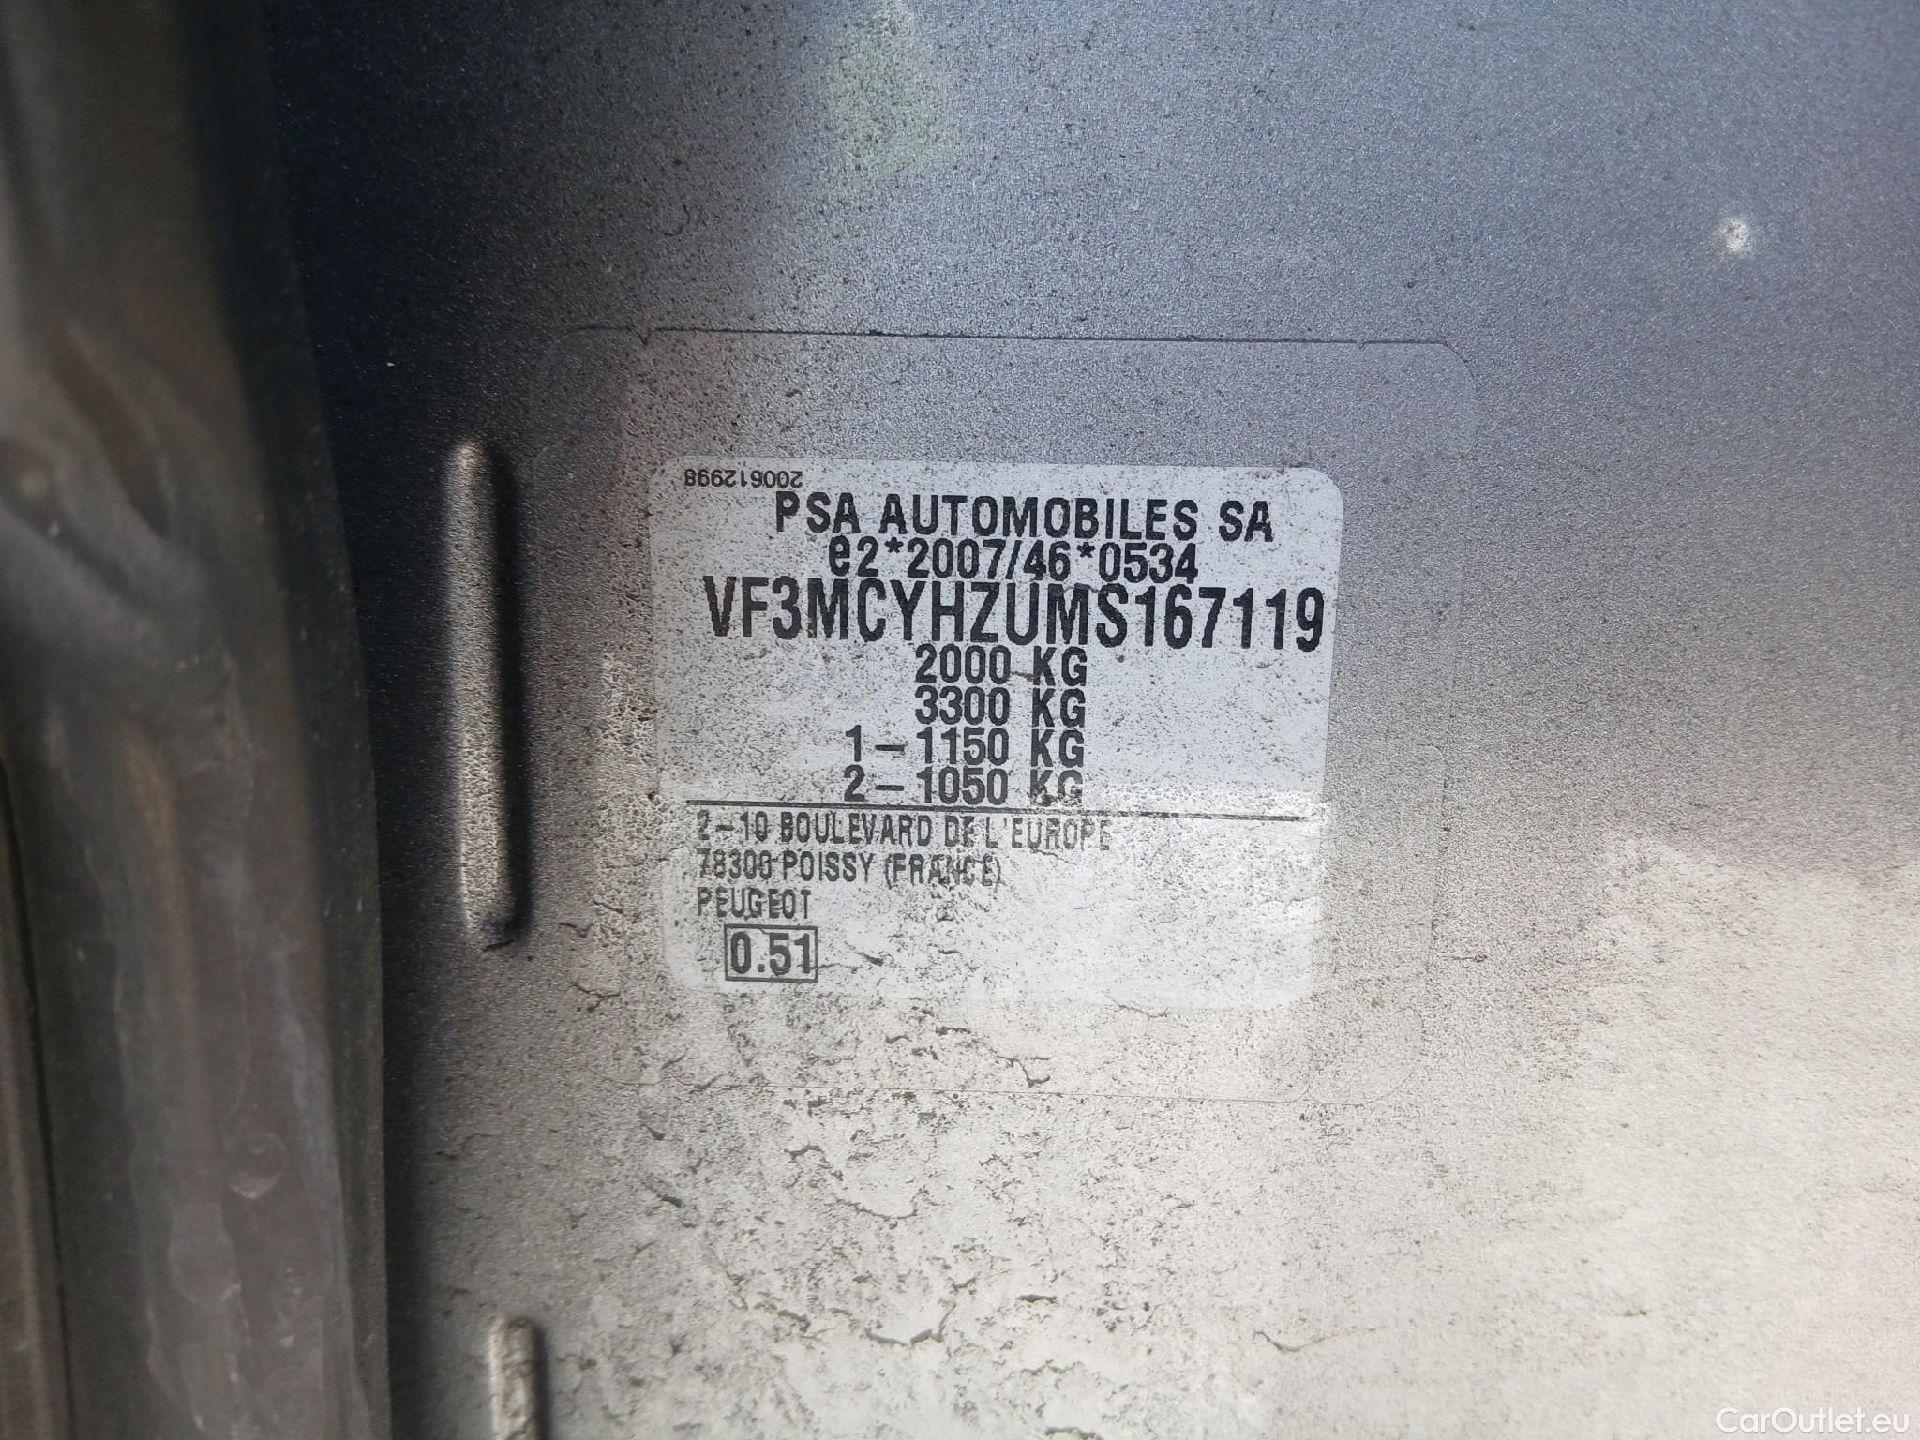 200612998
PSA AUTOMOBILES SA
e2*2007/46*0534
VF3MCYHZUMS167119
2000 KG
3300 KG
1-1150 KG
2-1050 KG
2-10 BOULEVARD DE L'EUROPE
78300 POISSY (FRANCE)
PEUGEOT
0.51
CarOutlet.eu